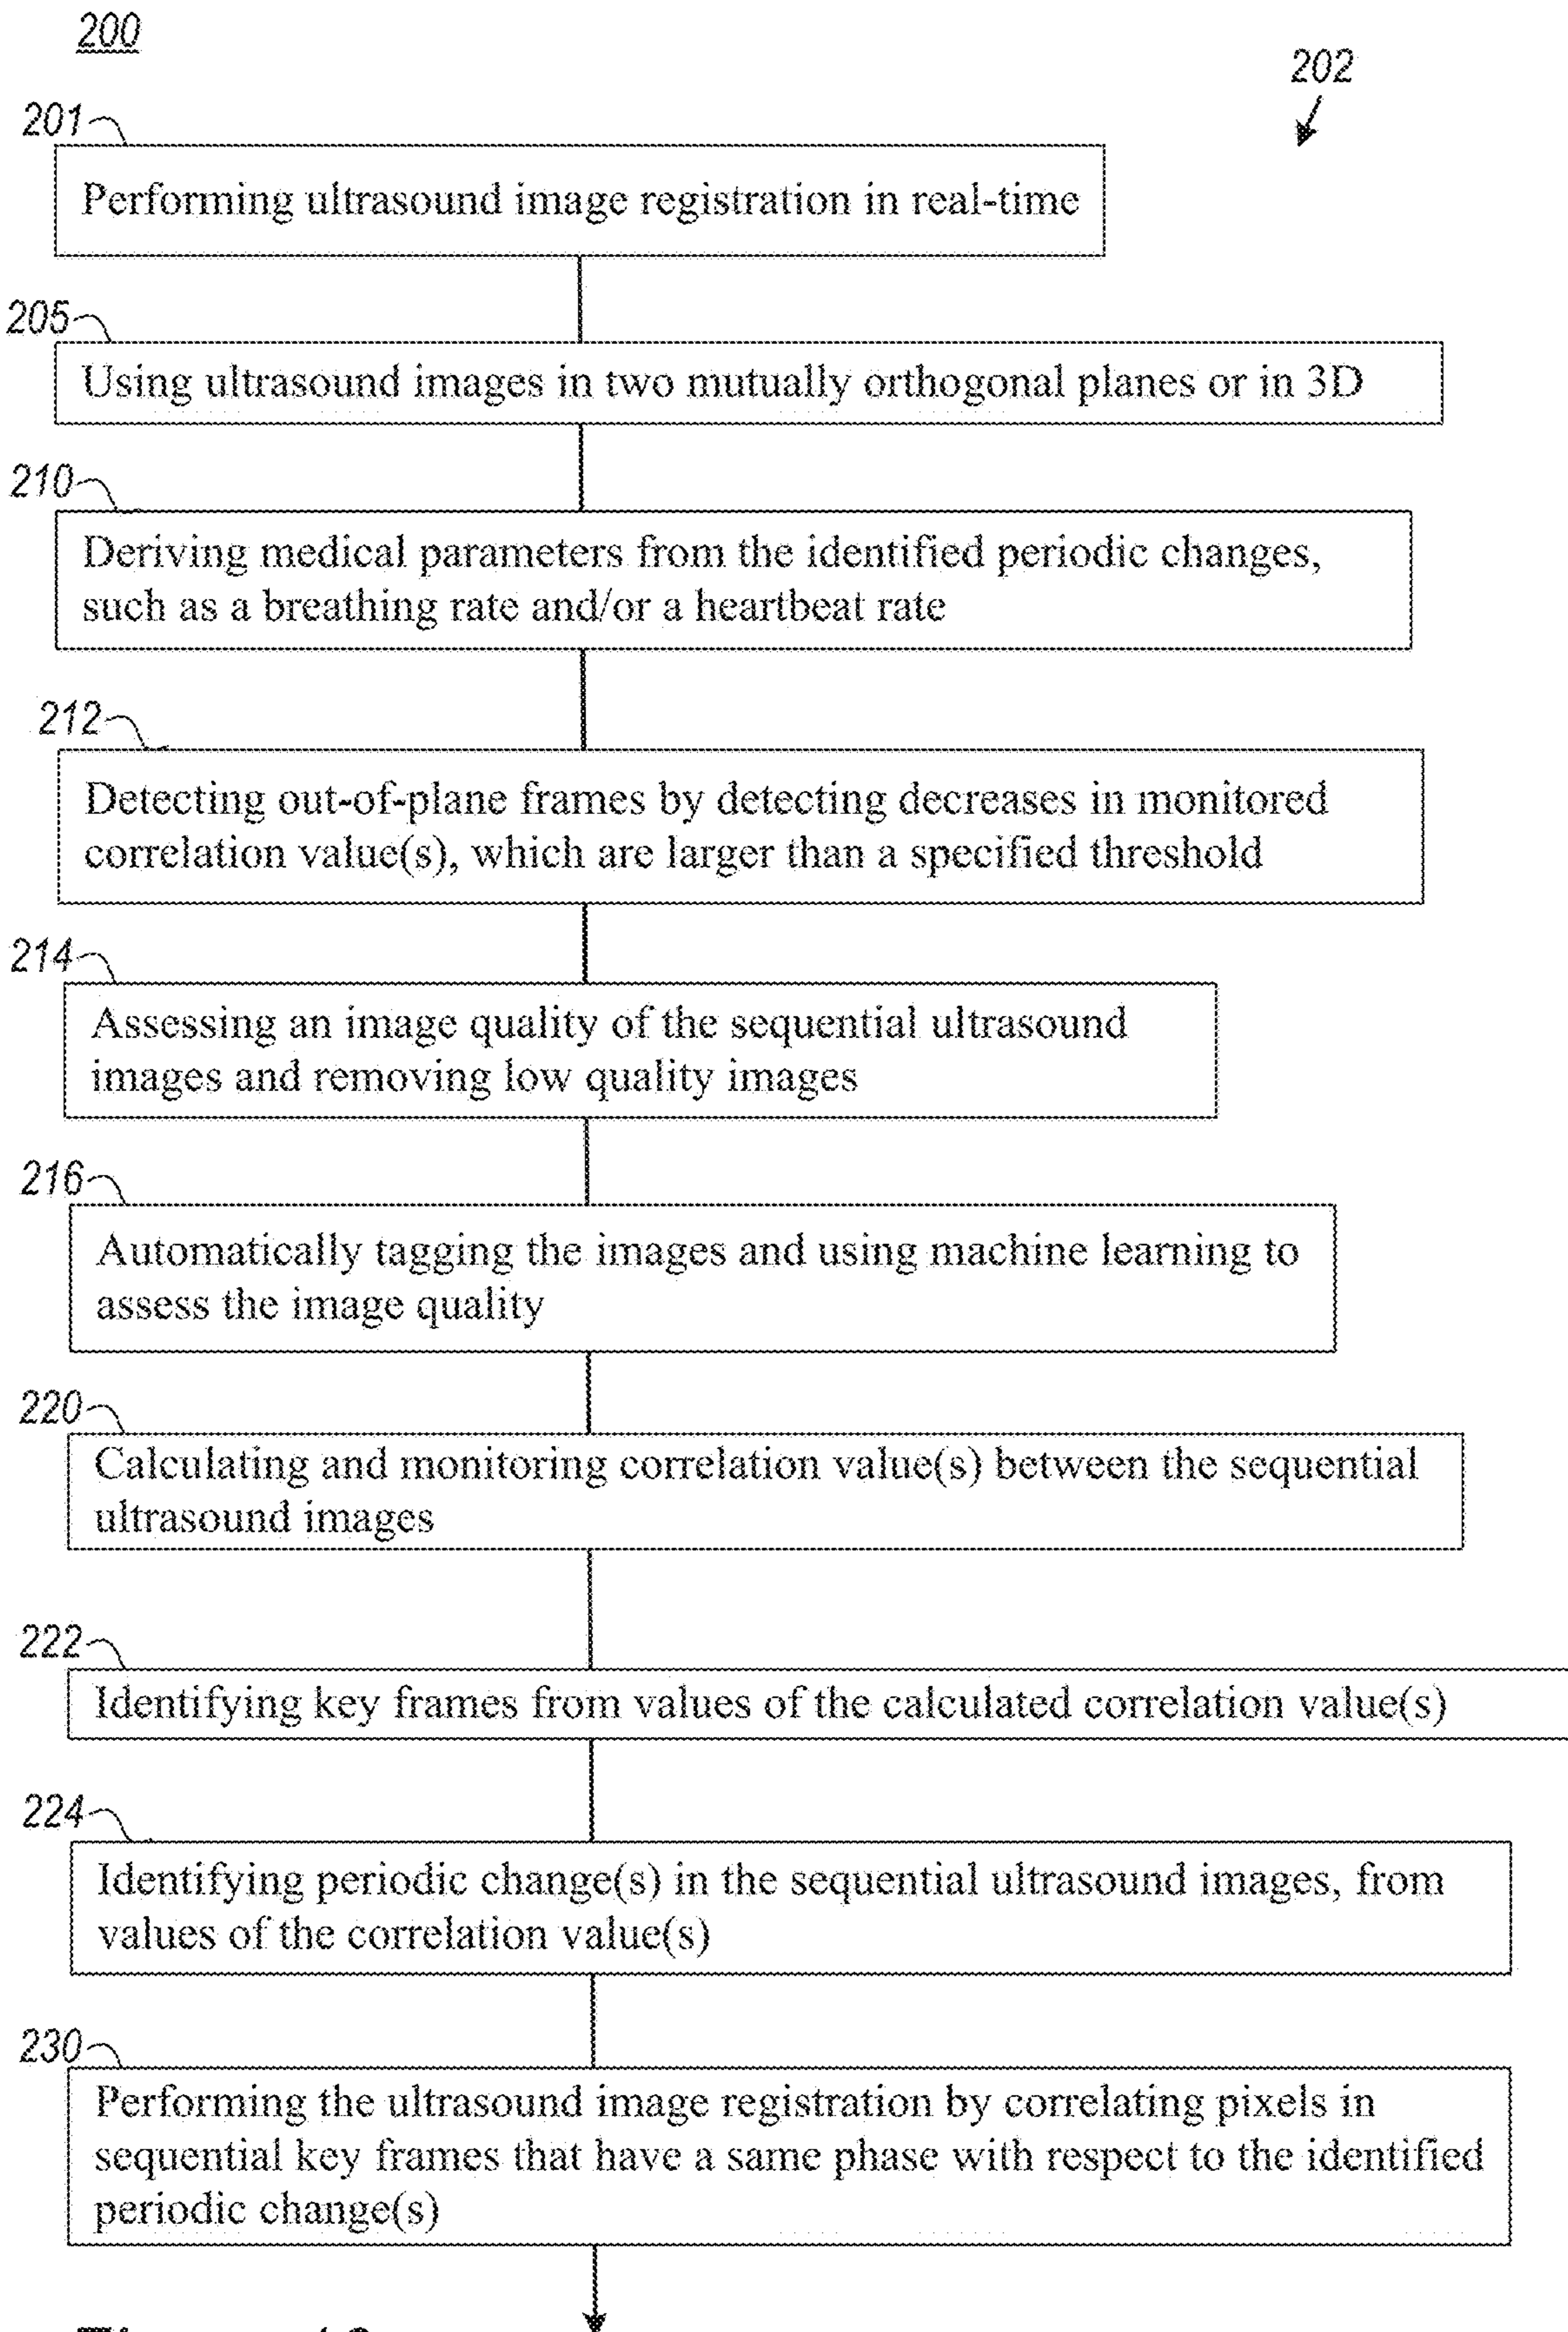 200
202
201
Performing ultrasound image registration in real-time
205
Using ultrasound images in two mutually orthogonal planes or in 3D
210
Deriving medical parameters from the identified periodic changes,
such as a breathing rate and/or a heartbeat rate
212
Detecting out-of-plane frames by detecting decreases in monitored
correlation value(s), which are larger than a specified threshold
214
Assessing an image quality of the sequential ultrasound
images and removing low quality images
216
Automatically tagging the images and using machine learning to
assess the image quality
220
Calculating and monitoring correlation value(s) between the sequential
ultrasound images
222
Identifying key frames from values of the calculated correlation value(s)
224
Identifying periodic change(s) in the sequential ultrasound images, from
values of the correlation value(s)
230
Performing the ultrasound image registration by correlating pixels in
sequential key frames that have a same phase with respect to the identified
periodic change(s)